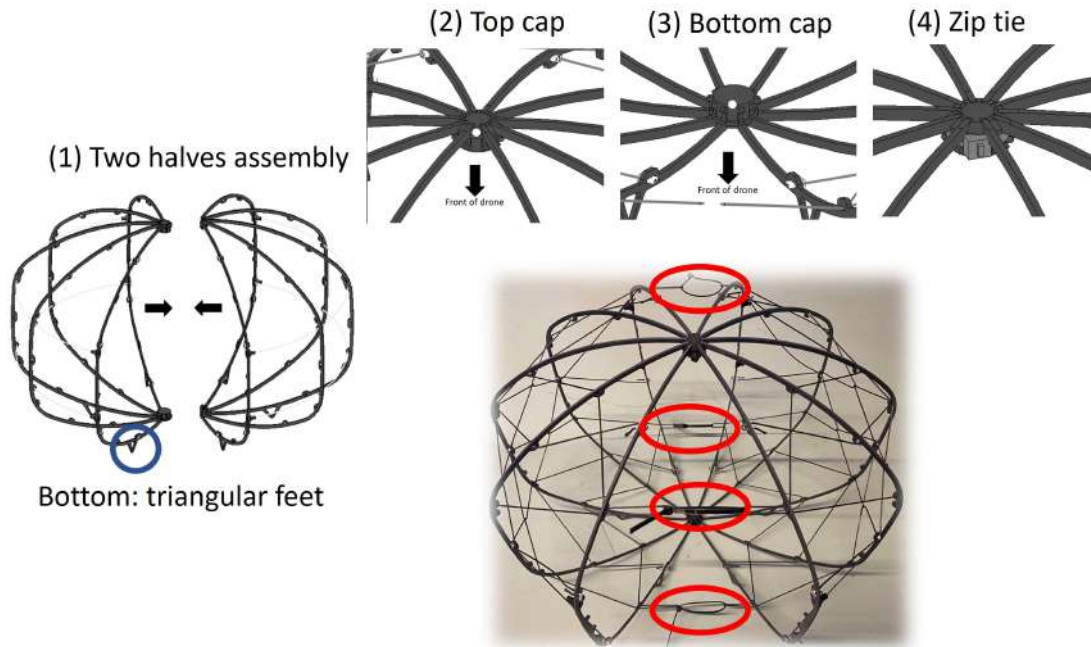 (2) Top cap
(3) Bottom cap
(4) Zip tie
(1) Two halves assembly
Front of drone
Front of drone
Bottom: triangular feet